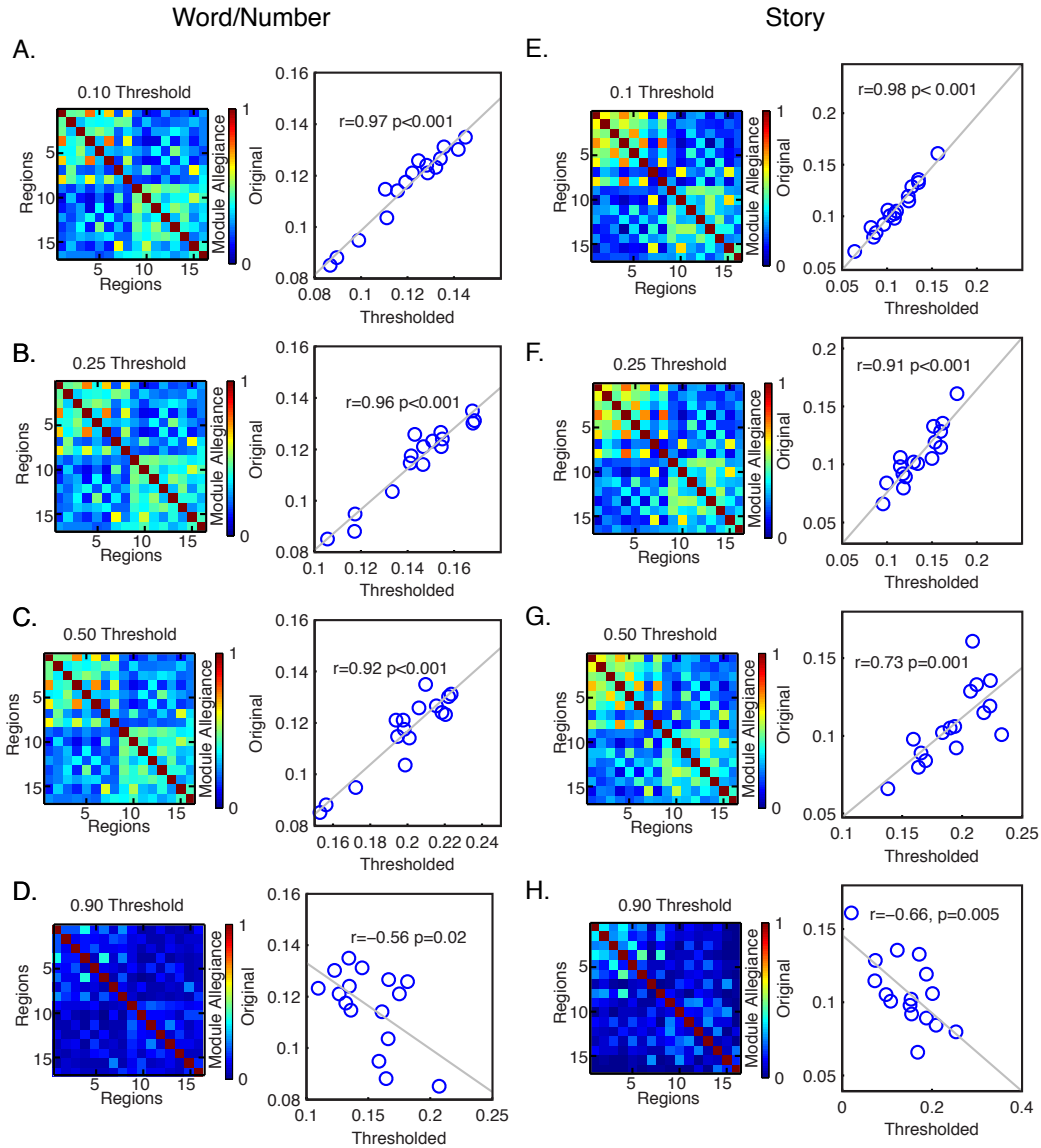 Word/Number
Story
A.
0.10 Threshold
Regions
5
10
15
5
10
15
Regions
1
0
Module Allegiance
Original
0.16
0.14
0.12
0.1
0.08
r=0.97 p<0.001
0.08
0.1
0.12
0.14
Thresholded
E.
0.1 Threshold
Regions
5
10
15
5
10
15
Regions
1
0
Module Allegiance
Original
0.2
0.15
0.1
0.05
r=0.98 p< 0.001
0.05
0.1
0.15
0.2
Thresholded
B.
0.25 Threshold
Regions
5
10
15
5
10
15
Regions
1
0
Module Allegiance
Original
0.16
0.14
0.12
0.1
0.08
r=0.96 p<0.001
0.1
0.12
0.14
0.16
Thresholded
F.
0.25 Threshold
Regions
5
10
15
5
10
15
Regions
1
0
Module Allegiance
Original
0.2
0.15
0.1
0.05
r=0.91 p<0.001
0.05
0.1
0.15
0.2
Thresholded
C.
0.50 Threshold
Regions
5
10
15
5
10
15
Regions
1
0
Module Allegiance
Original
0.16
0.14
0.12
0.1
0.08
r=0.92 p<0.001
0.16
0.18
0.2
0.22
0.24
Thresholded
G.
0.50 Threshold
Regions
5
10
15
5
10
15
Regions
1
0
Module Allegiance
Original
0.15
0.1
0.05
r=0.73 p=0.001
0.1
0.15
0.2
0.25
Thresholded
D.
0.90 Threshold
Regions
5
10
15
5
10
15
Regions
1
0
Module Allegiance
Original
0.16
0.14
0.12
0.1
0.08
r=−0.56 p=0.02
0.1
0.15
0.2
0.25
Thresholded
H.
0.90 Threshold
Regions
5
10
15
5
10
15
Regions
1
0
Module Allegiance
Original
0.15
0.1
0.05
r=−0.66, p=0.005
0
0.2
0.4
Thresholded